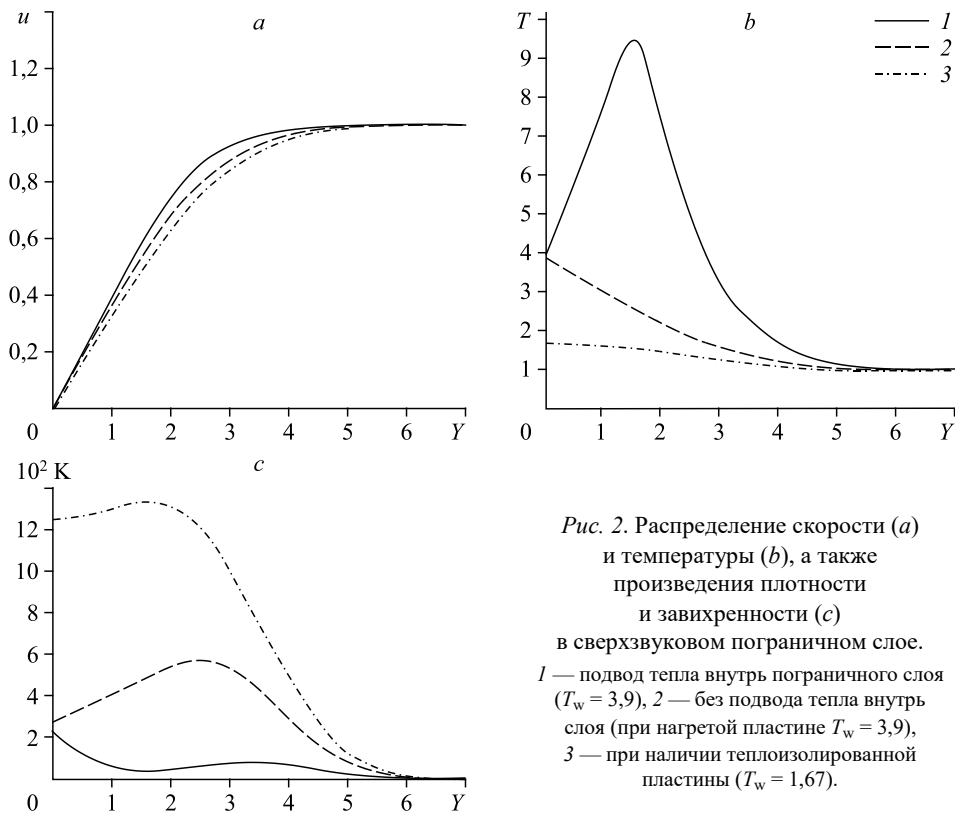 u
a
1,2
1,0
0,8
0,6
0,4
0,2
0 1 2 3 4 5 6 Y
T
b
9
8
7
6
5
4
3
2
1
0 1 2 3 4 5 6 Y
1
2
3
10² K
c
12
10
8
6
4
2
0 1 2 3 4 5 6 Y
Рис. 2. Распределение скорости (a)
и температуры (b), а также
произведения плотности
и завихренности (c)
в сверхзвуковом пограничном слое.
1 — подвод тепла внутрь пограничного слоя
(Tw = 3,9), 2 — без подвода тепла внутрь
слоя (при нагретой пластине Tw = 3,9),
3 — при наличии теплоизолированной
пластины (Tw = 1,67).